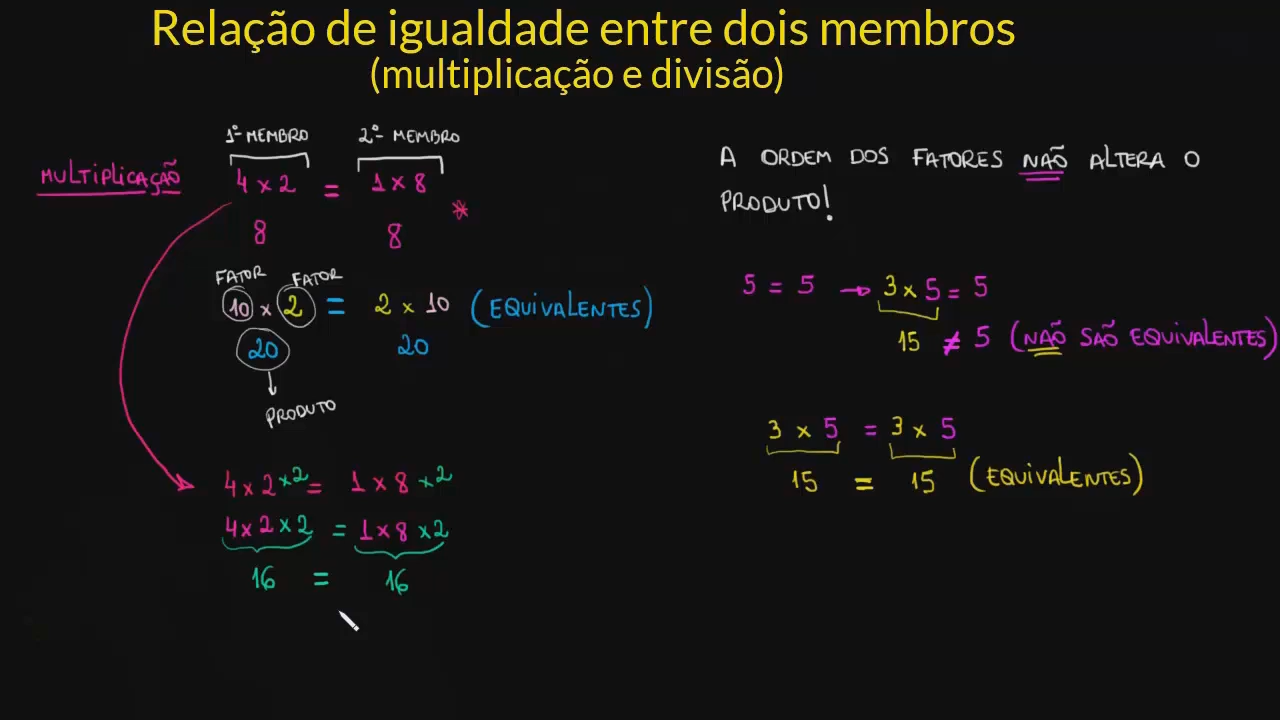 Relação de igualdade entre dois membros
(multiplicação e divisão)
1º MEMBRO 2º MEMBRO
MULTIPLICAÇÃO 4 x 2 = 1 x 8
8 8 *
FATOR FATOR
10 x 2 = 2 x 10 (EQUIVALENTES)
20 20
PRODUTO
4 x 2 x 2 = 1 x 8 x 2
4 x 2 x 2 = 1 x 8 x 2
16 = 16
A ORDEM DOS FATORES NÃO ALTERA O
PRODUTO!
5 = 5 → 3 x 5 = 5
15 ≠ 5 (NÃO SÃO EQUIVALENTES)
3 x 5 = 3 x 5
15 = 15 (EQUIVALENTES)